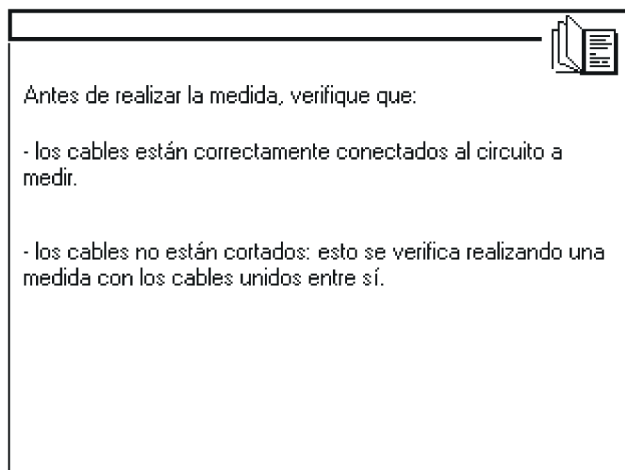 Antes de realizar la medida, verifique que:
- los cables están correctamente conectados al circuito a
medir.
- los cables no están cortados: esto se verifica realizando una
medida con los cables unidos entre sí.